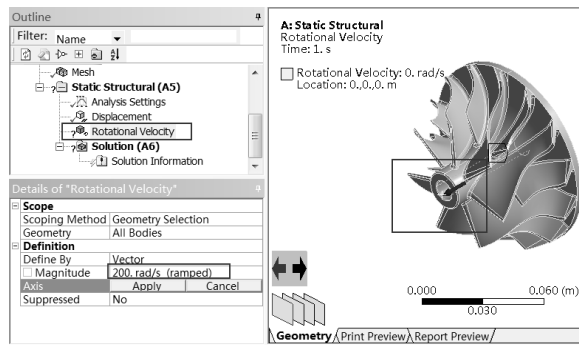 Outline
Filter: Name
Mesh
Static Structural (A5)
Analysis Settings
Displacement
Rotational Velocity
Solution (A6)
Solution Information
Details of "Rotational Velocity"
Scope
Scoping Method Geometry Selection
Geometry All Bodies
Definition
Define By Vector
Magnitude 200. rad/s (ramped)
Axis Apply Cancel
Suppressed No
A: Static Structural
Rotational Velocity
Time: 1. s
Rotational Velocity: 0. rad/s
Location: 0.,0.,0. m
0.000 0.060 (m)
0.030
Geometry Print Preview Report Preview